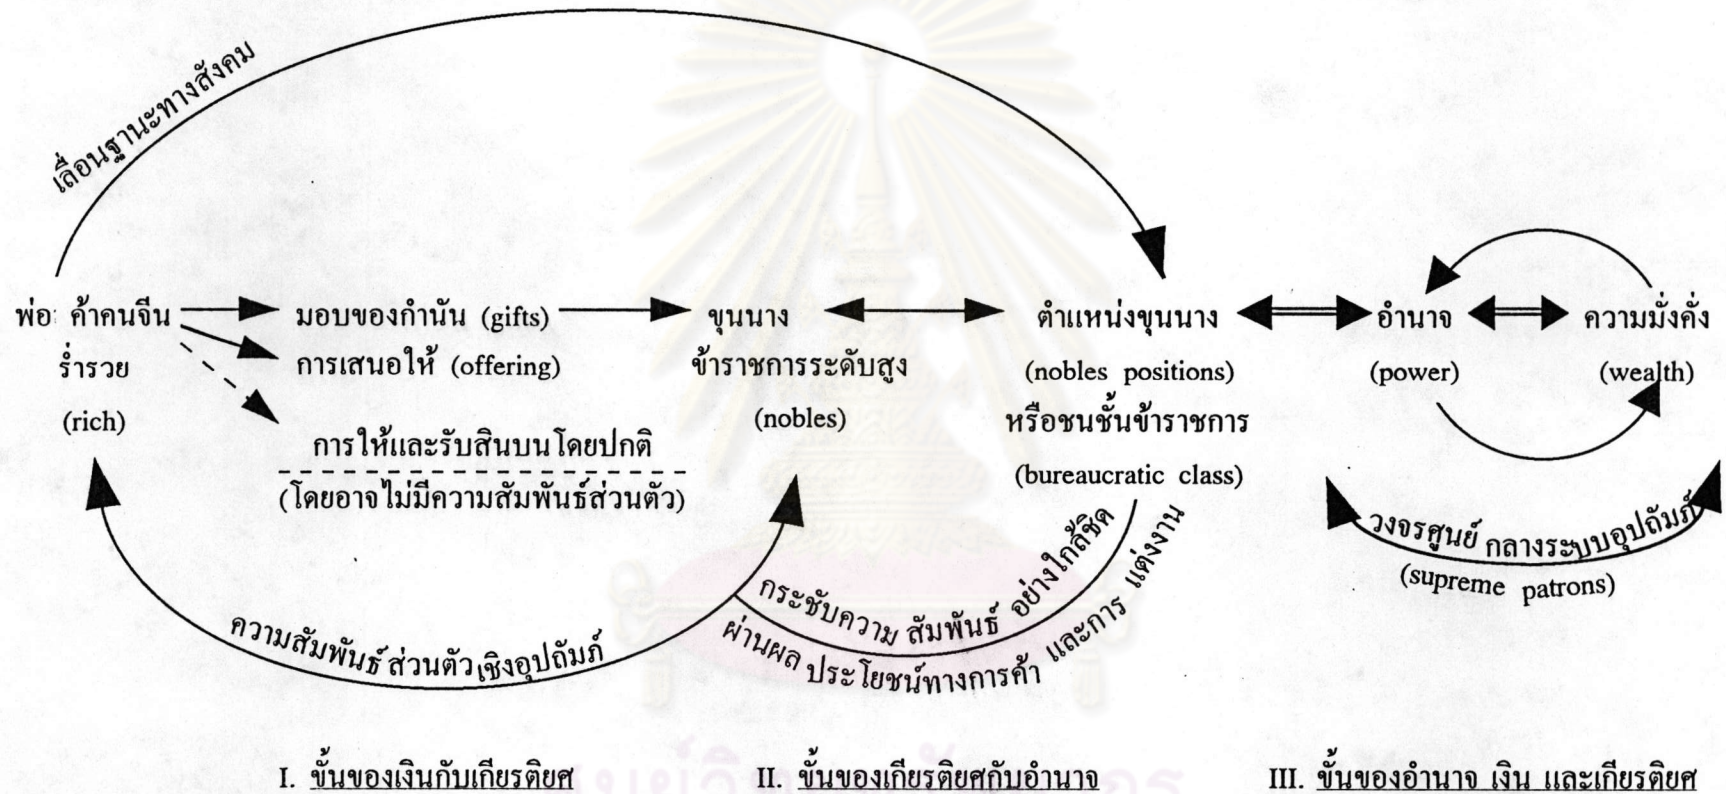 เลื่อนฐานะทางสังคม
พ่อ ค้าคนจีน
ร่ำรวย
(rich)
มอบของกำนัน (gifts)
การเสนอให้ (offering)
การให้และรับสินบนโดยปกติ
(โดยอาจไม่มีความสัมพันธ์ส่วนตัว)
ขุนนาง
ข้าราชการระดับสูง
(nobles)
ตำแหน่งขุนนาง
(nobles positions)
หรือชนชั้นข้าราชการ
(bureaucratic class)
อำนาจ
(power)
ความมั่งคั่ง
(wealth)
ความสัมพันธ์ ส่วนตัว เชิงอุปถัมภ์
กระชับความ สัมพันธ์ อย่างใกล้ชิด
ผ่านผล ประโยชน์ทางการค้า และการ แต่งงาน
วงจรศูนย์ กลางระบบอุปถัมภ์
(supreme patrons)
I. ขั้นของเงินกับเกียรติยศ
II. ขั้นของเกียรติยศกับอำนาจ
III. ขั้นของอำนาจ เงิน และเกียรติยศ